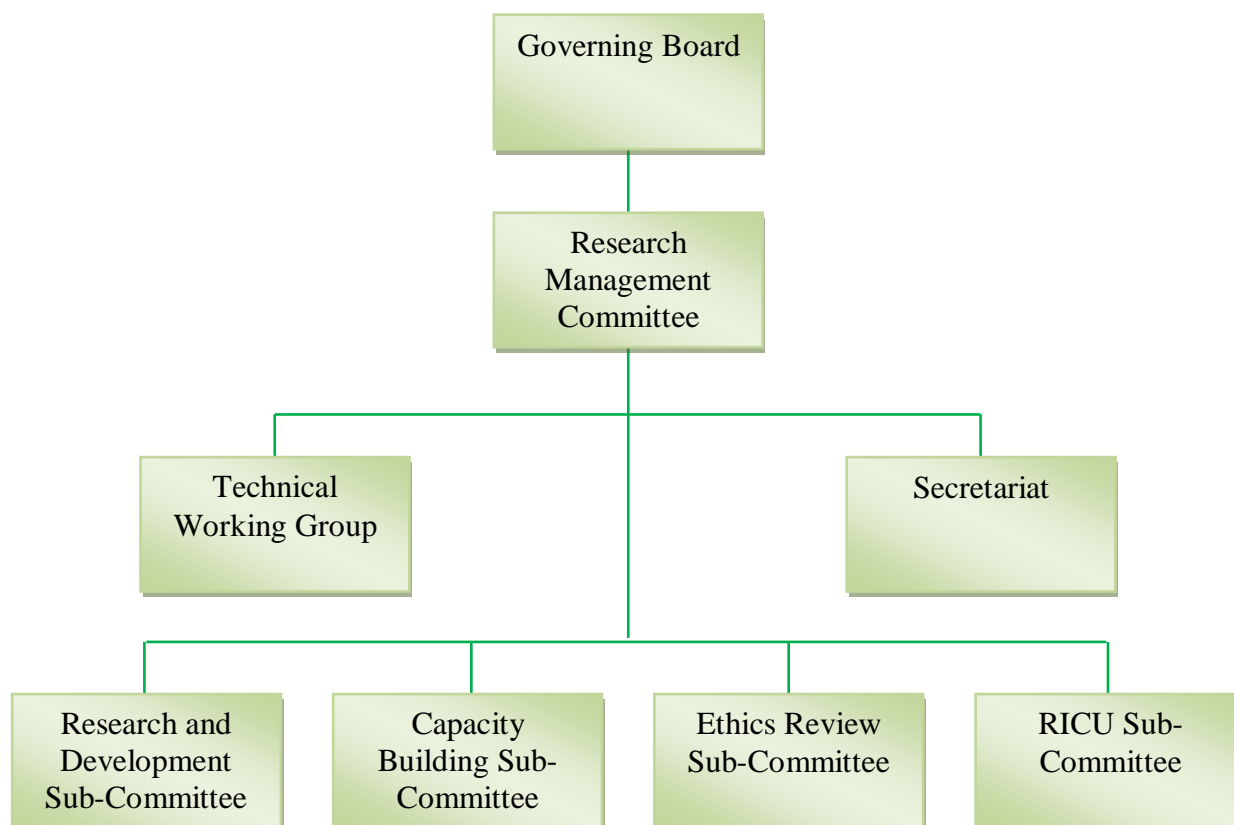 Governing Board
Research
Management
Committee
Technical
Working Group
Secretariat
Research and
Development
Sub-Committee
Capacity
Building Sub-
Committee
Ethics Review
Sub-Committee
RICU Sub-
Committee